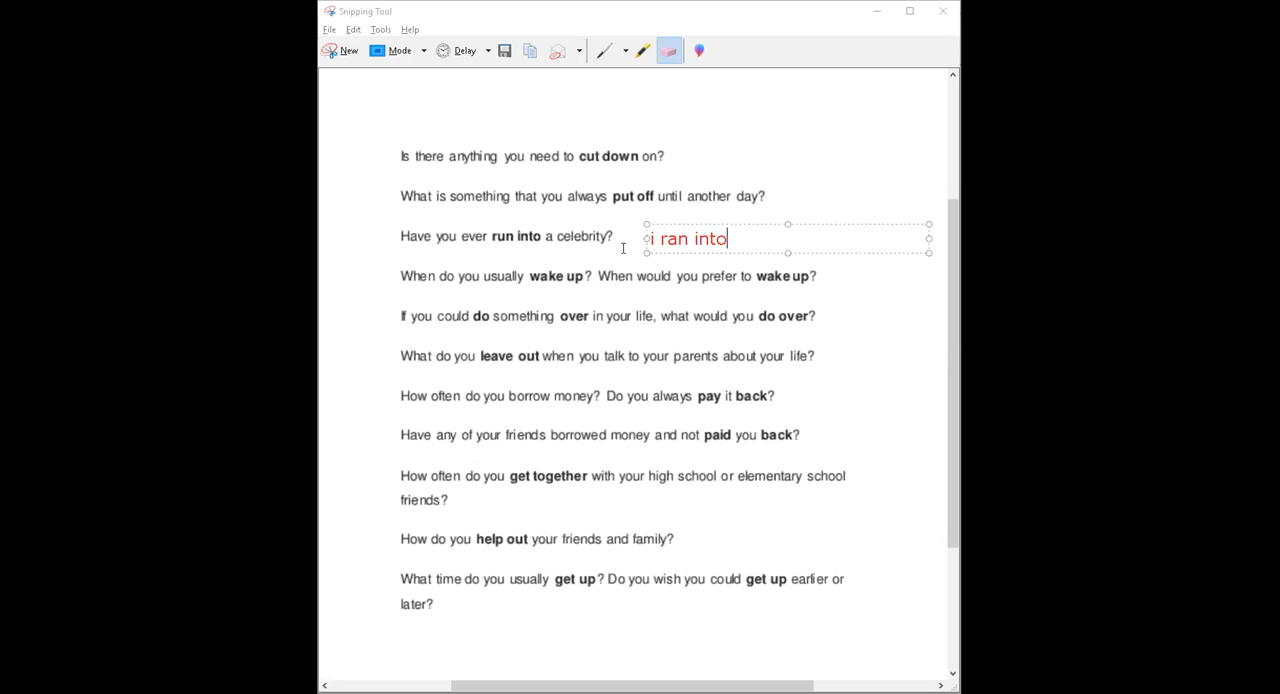 Snipping Tool
File Edit Tools Help
New Mode Delay
Is there anything you need to cut down on?
What is something that you always put off until another day?
Have you ever run into a celebrity? i ran into
When do you usually wake up? When would you prefer to wake up?
If you could do something over in your life, what would you do over?
What do you leave out when you talk to your parents about your life?
How often do you borrow money? Do you always pay it back?
Have any of your friends borrowed money and not paid you back?
How often do you get together with your high school or elementary school
friends?
How do you help out your friends and family?
What time do you usually get up? Do you wish you could get up earlier or
later?